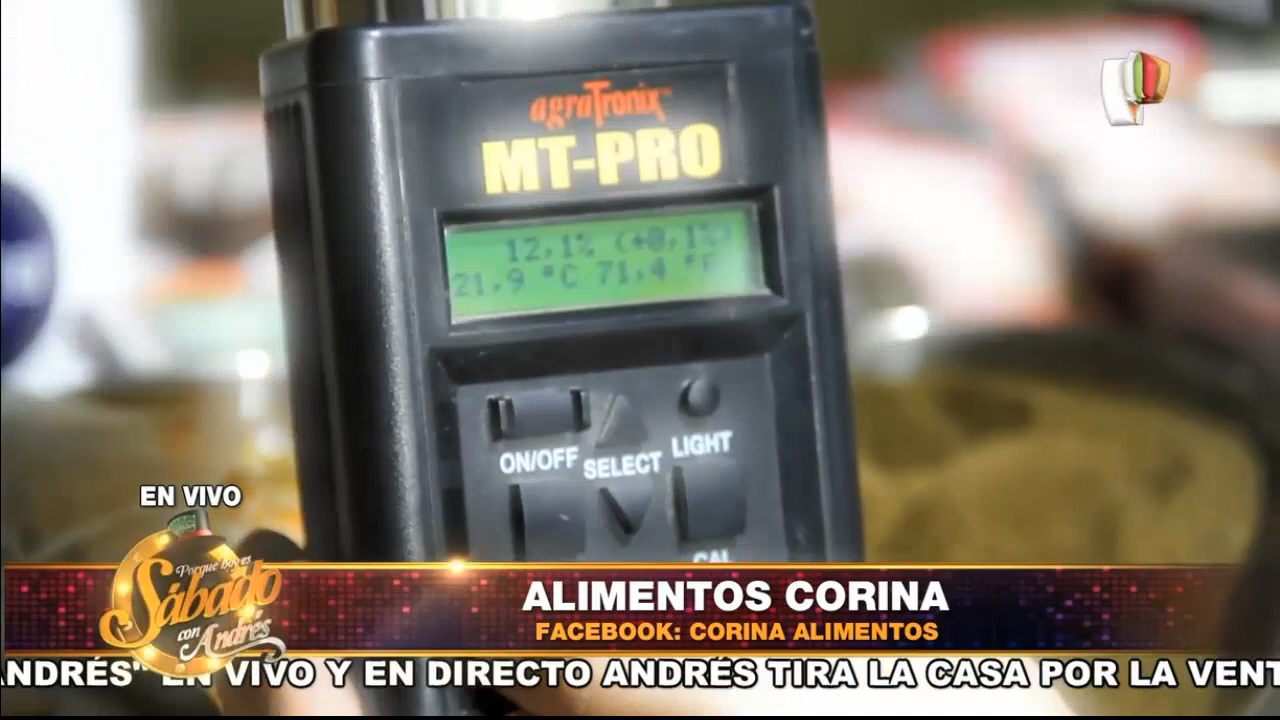 agraTronix
MT-PRO
12,1% (+0,1%)
21,9 °C 71,4 °F
ON/OFF
SELECT
LIGHT
CAL
EN VIVO
Porque hoy es
Sábado
con
Andrés
ALIMENTOS CORINA
FACEBOOK: CORINA ALIMENTOS
ANDRÉS" EN VIVO Y EN DIRECTO ANDRÉS TIRA LA CASA POR LA VENT